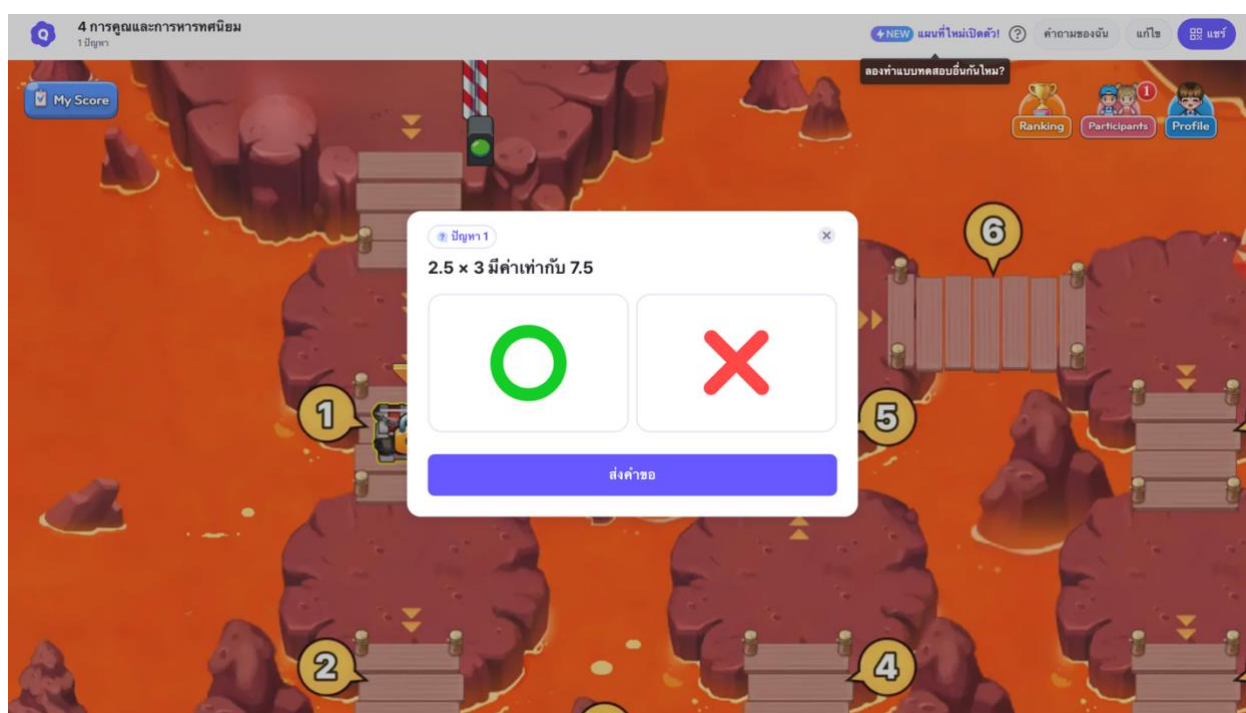 4 การคูณและการหารทศนิยม
1 ปัญหา
NEW แผนที่ใหม่เปิดตัว!
?
คำถามของฉัน
แก้ไข
แชร์
ลองทำแบบทดสอบอื่นกันไหม?
My Score
Ranking
Participants
1
Profile
6
? ปัญหา 1
2.5 × 3 มีค่าเท่ากับ 7.5
1
5
ส่งคำขอ
2
4